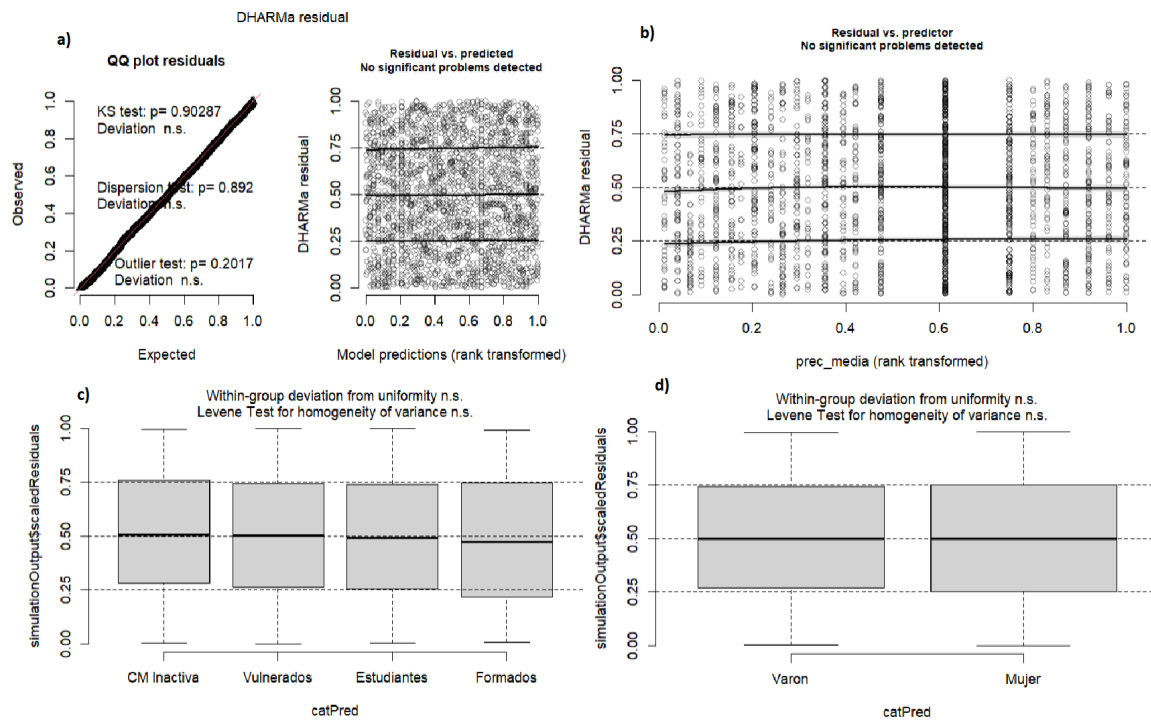 DHARMa residual
a)
QQ plot residuals
KS test: p= 0.90287
Deviation n.s.
Dispersion test: p= 0.892
Deviation n.s.
Outlier test: p= 0.2017
Deviation n.s.
Observed
0.0 0.2 0.4 0.6 0.8 1.0
0.0 0.2 0.4 0.6 0.8 1.0
Expected
Residual vs. predicted
No significant problems detected
DHARMa residual
0.00 0.25 0.50 0.75 1.00
0.0 0.2 0.4 0.6 0.8 1.0
Model predictions (rank transformed)
b)
Residual vs. predictor
No significant problems detected
DHARMa residual
0.00 0.25 0.50 0.75 1.00
0.0 0.2 0.4 0.6 0.8 1.0
prec_media (rank transformed)
c)
Within-group deviation from uniformity n.s.
Levene Test for homogeneity of variance n.s.
simulationOutput$scaledResiduals
0.00 0.25 0.50 0.75 1.00
CM Inactiva Vulnerados Estudiantes Formados
catPred
d)
Within-group deviation from uniformity n.s.
Levene Test for homogeneity of variance n.s.
simulationOutput$scaledResiduals
0.00 0.25 0.50 0.75 1.00
Varon Mujer
catPred